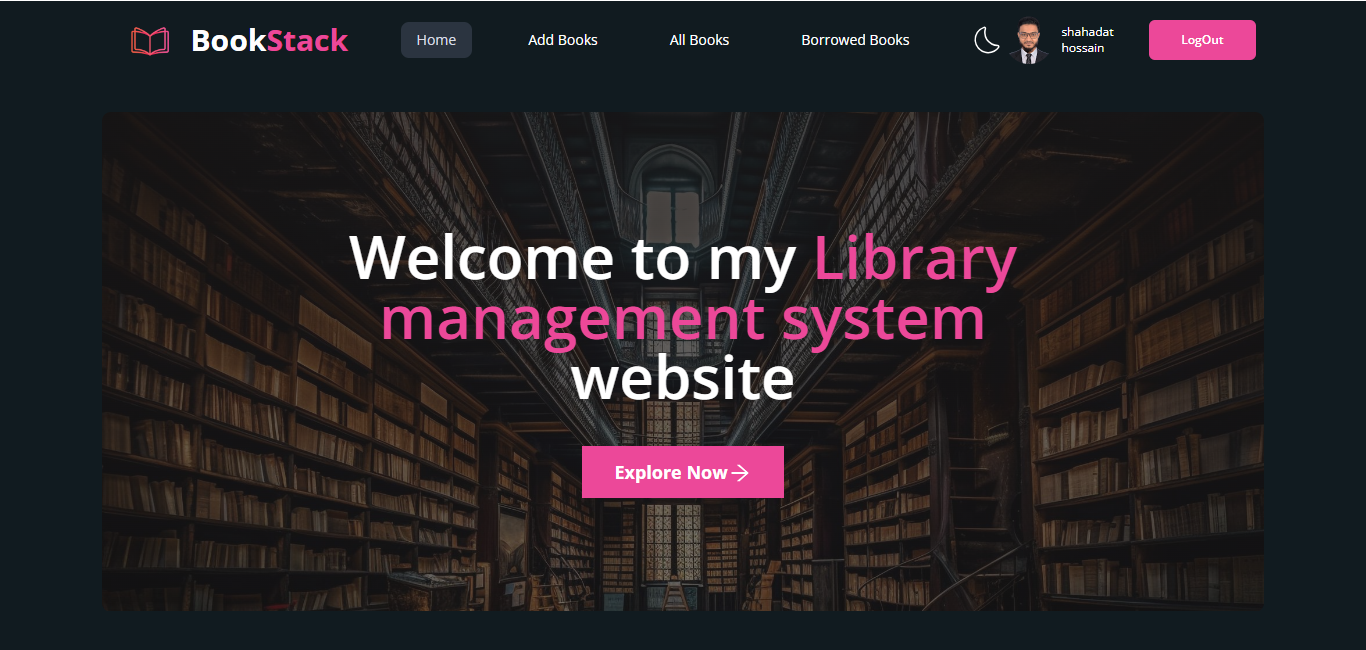 BookStack
Home
Add Books
All Books
Borrowed Books
shahadat
hossain
LogOut
Welcome to my Library
management system
website
Explore Now